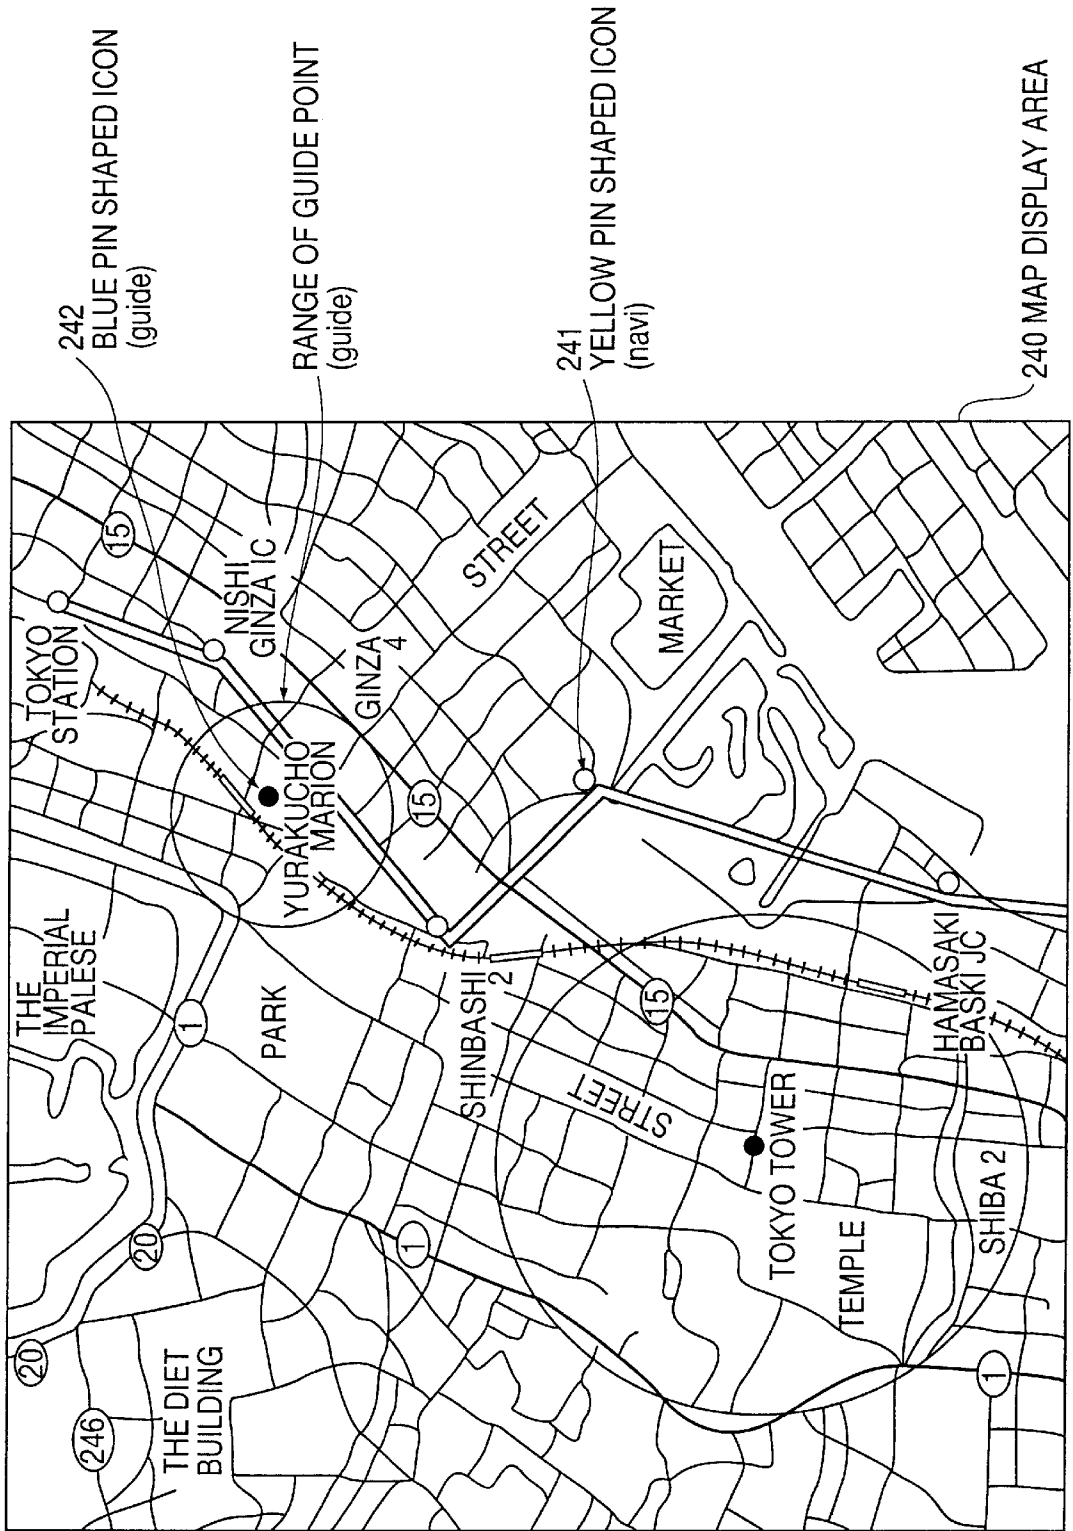 242
BLUE PIN SHAPED ICON
(guide)
RANGE OF GUIDE POINT
(guide)
241
YELLOW PIN SHAPED ICON
(navi)
240 MAP DISPLAY AREA
20
246
THE DIET
BUILDING
20
THE
IMPERIAL
PALESE
1
PARK
TOKYO
STATION
15
NISHI
GINZA IC
YURAKUCHO
MARION
GINZA
4
15
STREET
MARKET
SHINBASHI
2
STREET
15
1
TOKYO TOWER
TEMPLE
HAMASAKI
BASKI JC
SHIBA 2
1